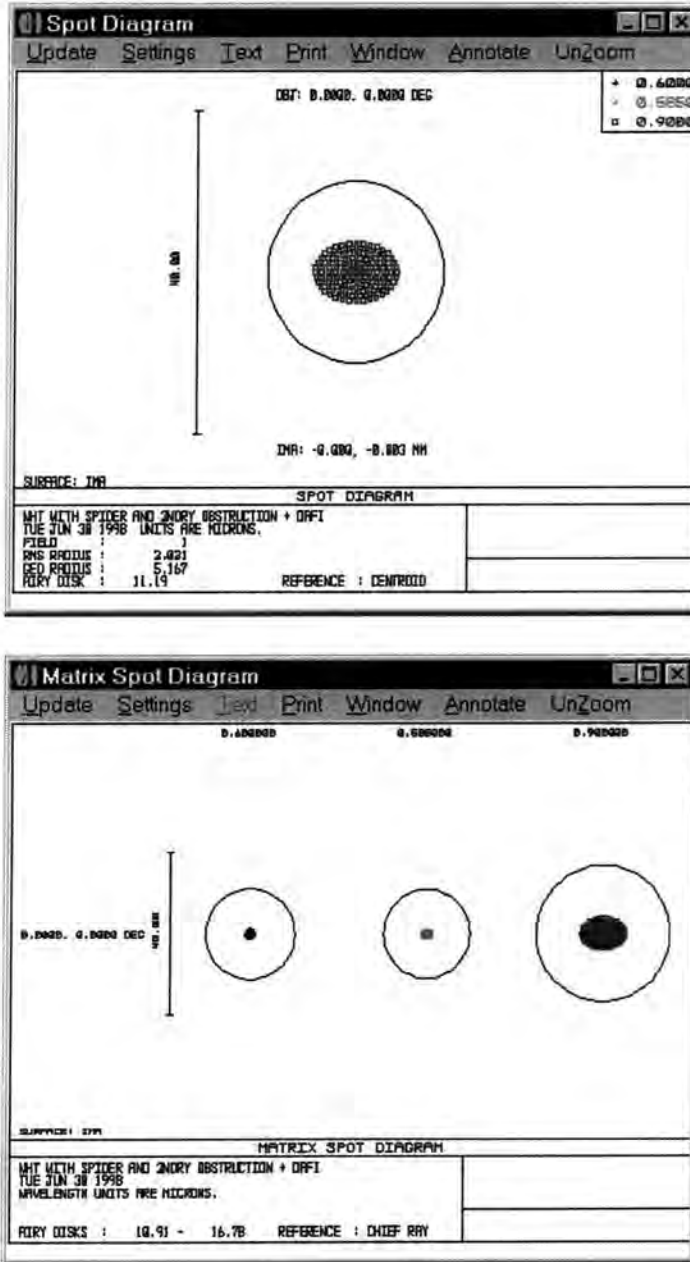 Spot Diagram
Update Settings Text Print Window Annotate UnZoom
OBJ: 0.0000, 0.0000 DEG
+ 0.6000
0.5850
□ 0.9000
40.00
IMA: -0.000, -0.003 MM
SURFACE: IMA
SPOT DIAGRAM
WHT WITH SPIDER AND 2NDRY OBSTRUCTION + OAFI
TUE JUN 30 1998 UNITS ARE MICRONS.
FIELD : 1
RMS RADIUS : 2.021
GEO RADIUS : 5.167
AIRY DISK : 11.19 REFERENCE : CENTROID
Matrix Spot Diagram
Update Settings Text Print Window Annotate UnZoom
0.600000 0.585000 0.900000
0.0000, 0.0000 DEG
40.00
SURFACE: IMA
MATRIX SPOT DIAGRAM
WHT WITH SPIDER AND 2NDRY OBSTRUCTION + OAFI
TUE JUN 30 1998
WAVELENGTH UNITS ARE MICRONS.
AIRY DISKS : 10.91 - 16.78 REFERENCE : CHIEF RAY